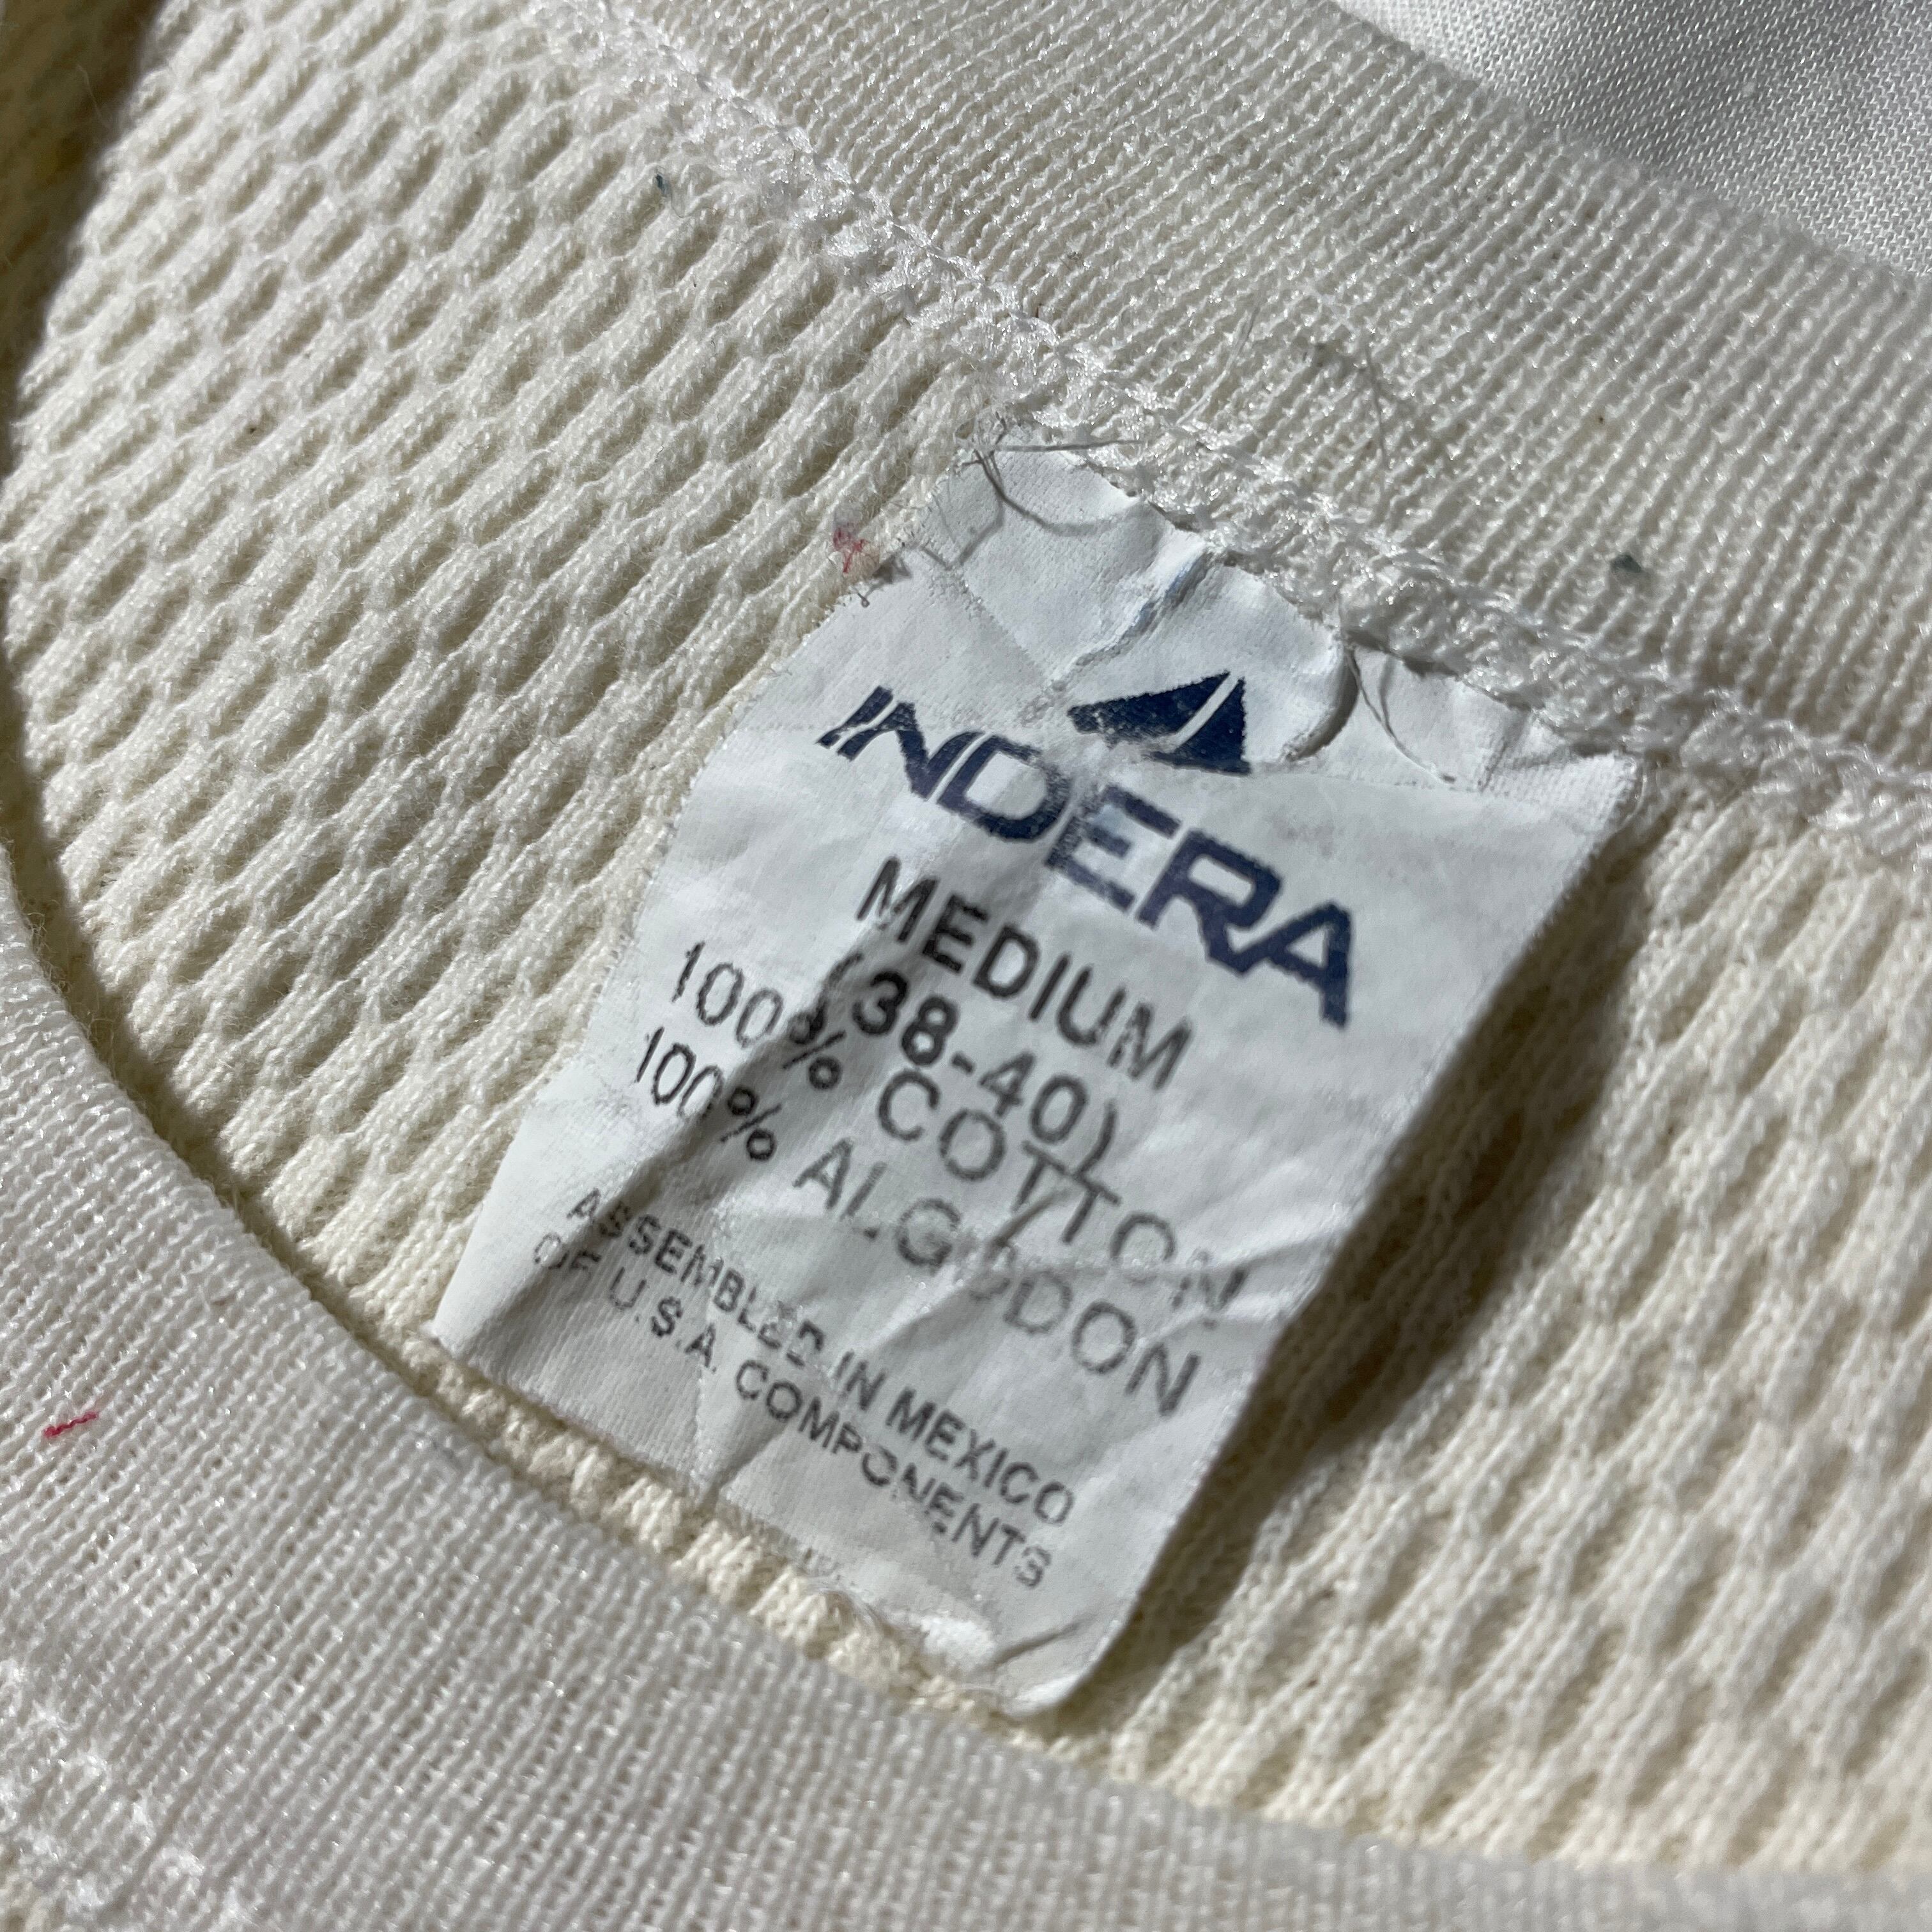 INDERA
MEDIUM
(38-40)
100% COTTON
100% ALGODON
ASSEMBLED IN MEXICO
OF U.S.A. COMPONENTS